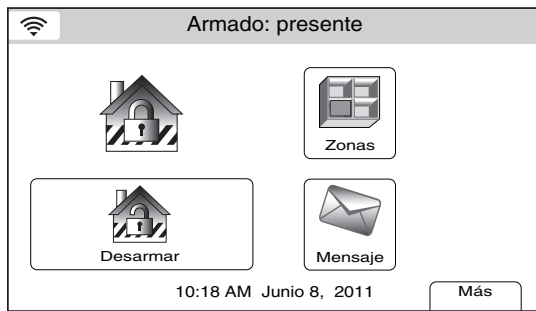 Armado: presente
Zonas
Desarmar
Mensaje
10:18 AM Junio 8, 2011
Más